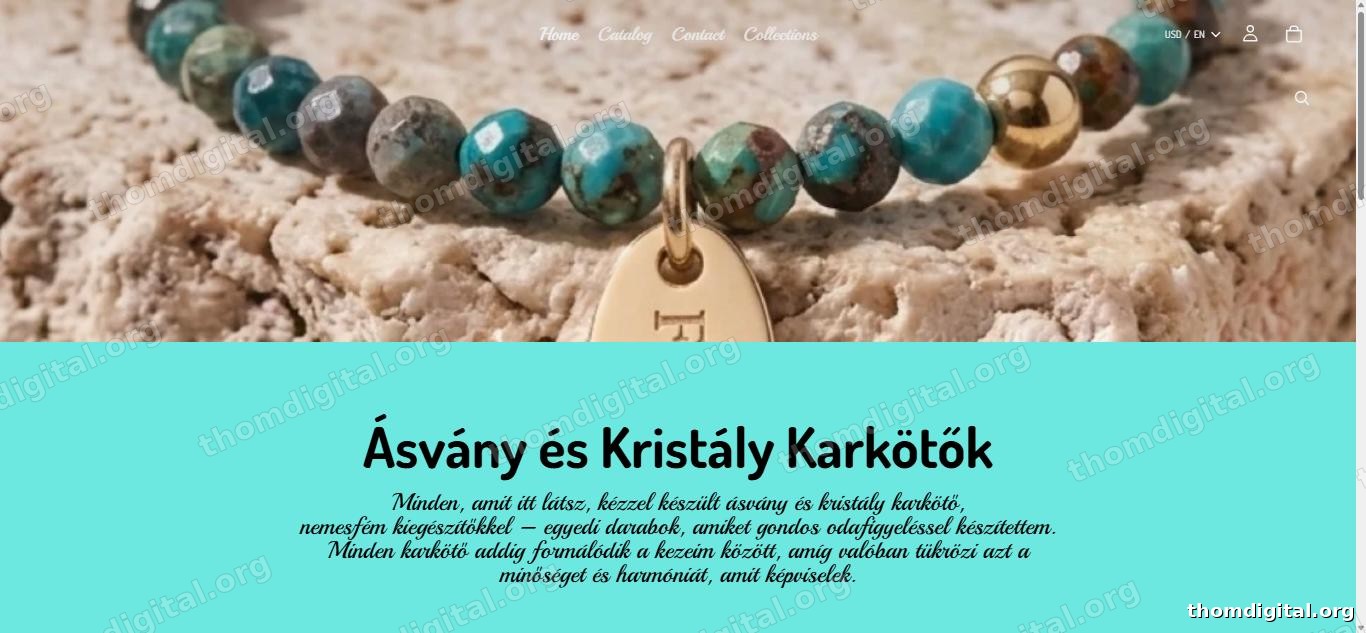 Home Catalog Contact Collections
USD / EN
F
Ásvány és Kristály Karkötők
Minden, amit itt látsz, kézzel készült ásvány és kristály karkötő,
nemesfém kiegészítőkkel – egyedi darabok, amiket gondos odafigyeléssel készítettem.
Minden karkötő addig formálódik a kezeim között, amíg valóban tükrözi azt a
minőséget és harmóniát, amit képviselek.
thomdigital.org